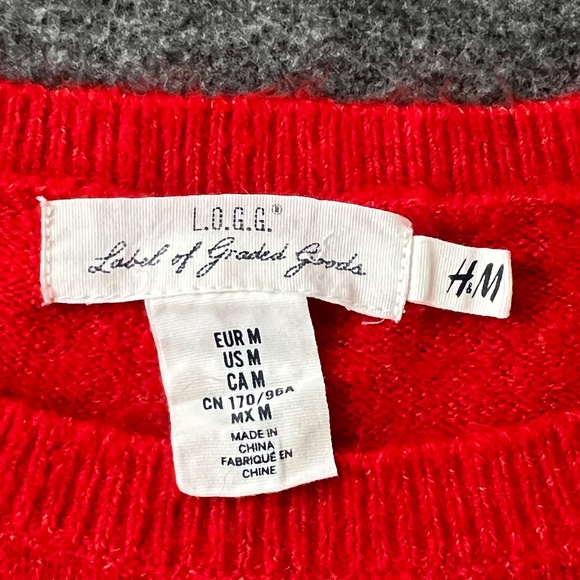 L.O.G.G.®
Label of Graded Goods
H&M
EUR M
US M
CA M
CN 170/96A
MX M
MADE IN
CHINA
FABRIQUÉ EN
CHINE